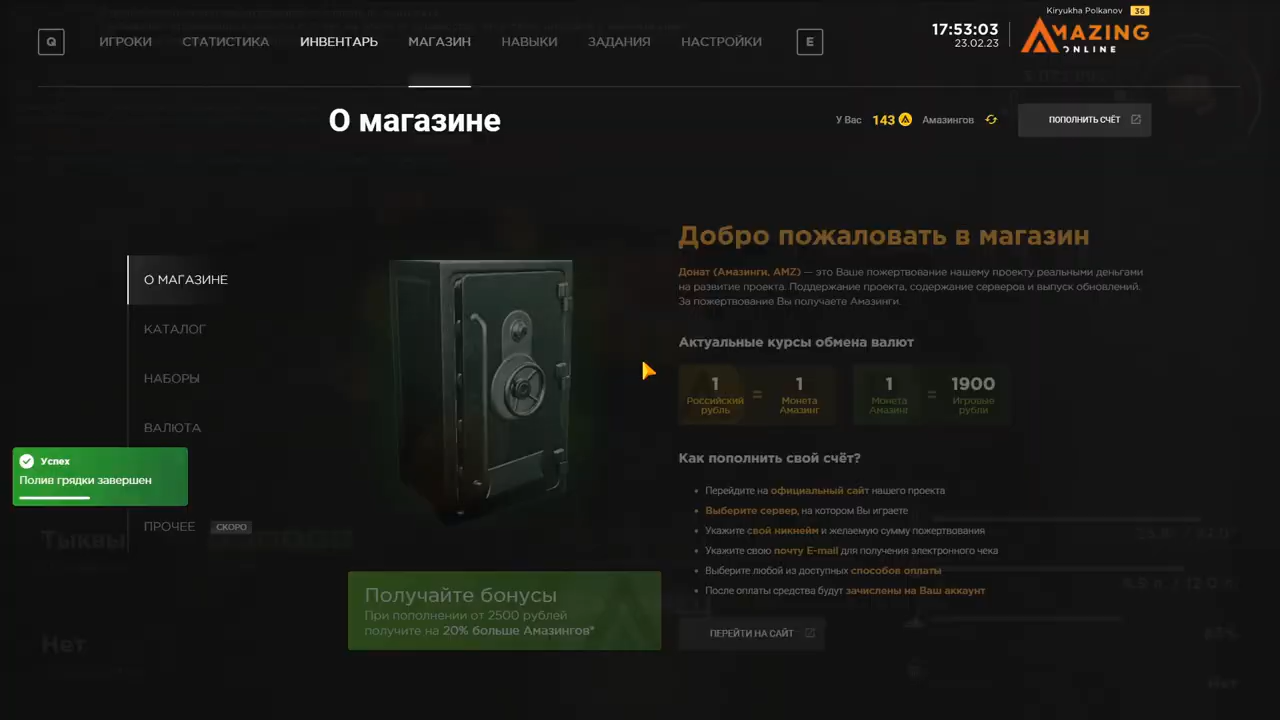 Kiryukha Polkanov 36
Q ИГРОКИ СТАТИСТИКА ИНВЕНТАРЬ МАГАЗИН НАВЫКИ ЗАДАНИЯ НАСТРОЙКИ E
17:53:03
23.02.23
AMAZING
ONLINE
О магазине
У Вас 143 Амазингов
ПОПОЛНИТЬ СЧЁТ
О МАГАЗИНЕ
КАТАЛОГ
НАБОРЫ
ВАЛЮТА
ПРОЧЕЕ СКОРО
Успех
Полив грядки завершен
Тыквы
Нет
Добро пожаловать в магазин
Донат (Амазинги, AMZ) — это Ваше пожертвование нашему проекту реальными деньгами
на развитие проекта. Поддержание проекта, содержание серверов и выпуск обновлений.
За пожертвование Вы получаете Амазинги.
Актуальные курсы обмена валют
1 = 1
Российский рубль
Монета Амазинг
1 = 1900
Монета Амазинг
Игровые рубли
Как пополнить свой счёт?
• Перейдите на официальный сайт нашего проекта
• Выберите сервер, на котором Вы играете
• Укажите свой никнейм и желаемую сумму пожертвования
• Укажите свою почту E-mail для получения электронного чека
• Выберите любой из доступных способов оплаты
• После оплаты средства будут зачислены на Ваш аккаунт
ПЕРЕЙТИ НА САЙТ
Получайте бонусы
При пополнении от 2500 рублей
получите на 20% больше Амазингов*